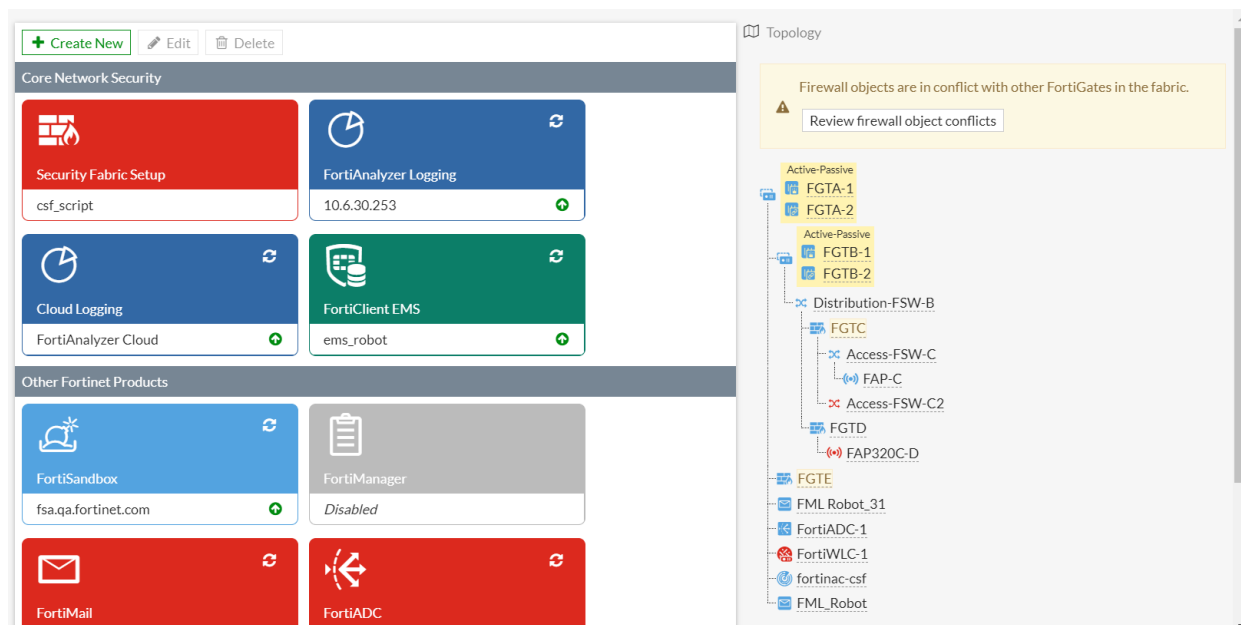 Create New Edit Delete
Core Network Security
Security Fabric Setup
csf_script
FortiAnalyzer Logging
10.6.30.253
Cloud Logging
FortiAnalyzer Cloud
FortiClient EMS
ems_robot
Other Fortinet Products
FortiSandbox
fsa.qa.fortinet.com
FortiManager
Disabled
FortiMail
FortiADC
Topology
Firewall objects are in conflict with other FortiGates in the fabric.
Review firewall object conflicts
Active-Passive
FGTA-1
FGTA-2
Active-Passive
FGTB-1
FGTB-2
Distribution-FSW-B
FGTC
Access-FSW-C
FAP-C
Access-FSW-C2
FGTD
FAP320C-D
FGTE
FML Robot_31
FortiADC-1
FortiWLC-1
fortinac-csf
FML_Robot